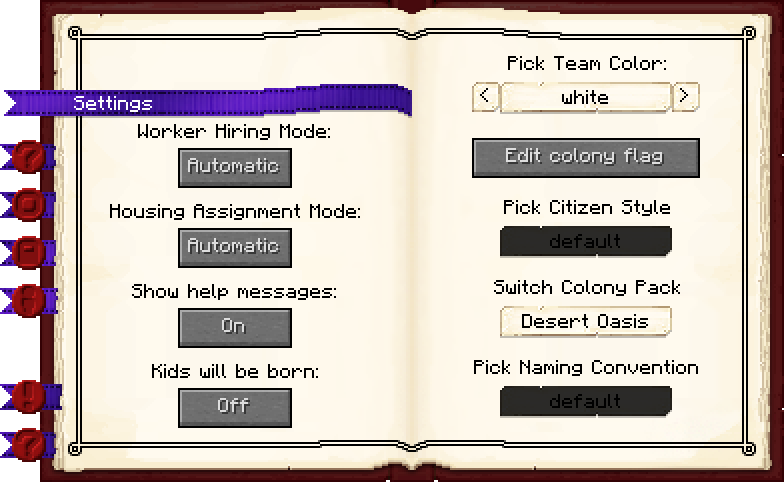 Settings
Worker Hiring Mode:
Automatic
Housing Assignment Mode:
Automatic
Show help messages:
On
Kids will be born:
Off
Pick Team Color:
< white >
Edit colony flag
Pick Citizen Style
default
Switch Colony Pack
Desert Oasis
Pick Naming Convention
default